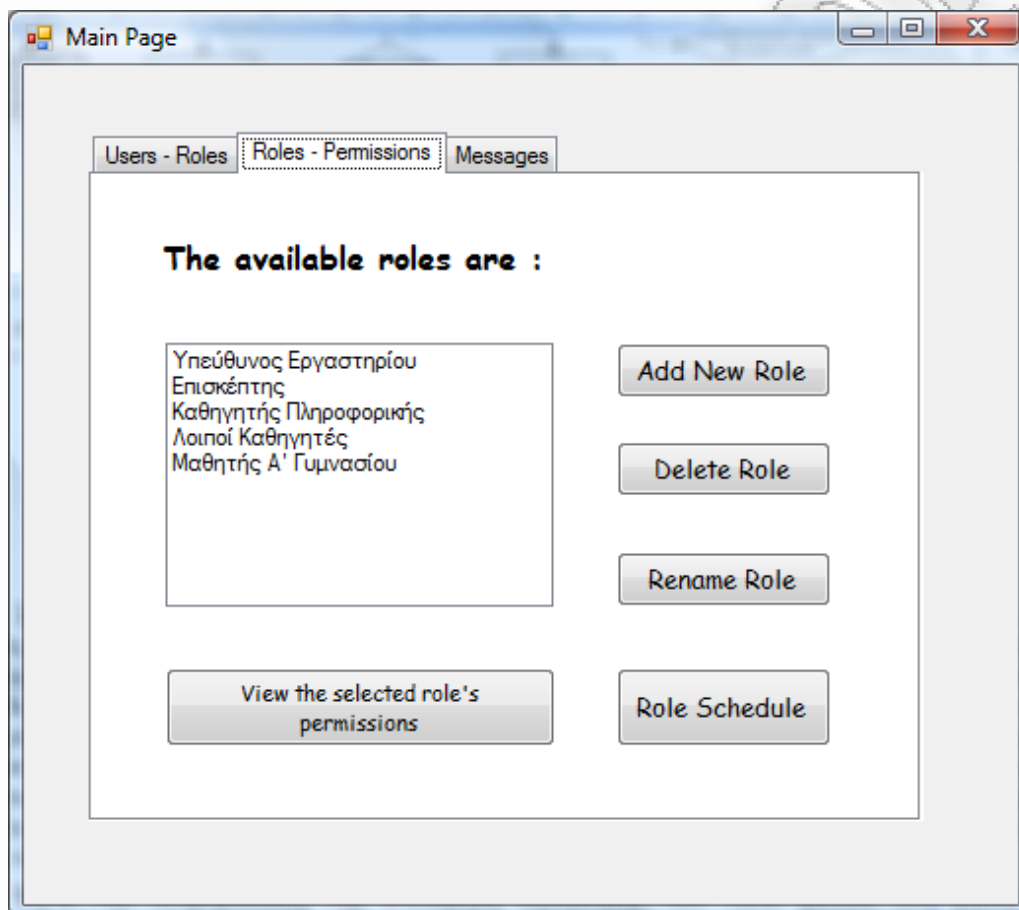 Main Page
Users - Roles
Roles - Permissions
Messages
The available roles are :
Υπεύθυνος Εργαστηρίου
Επισκέπτης
Καθηγητής Πληροφορικής
Λοιποί Καθηγητές
Μαθητής Α' Γυμνασίου
Add New Role
Delete Role
Rename Role
View the selected role's
permissions
Role Schedule